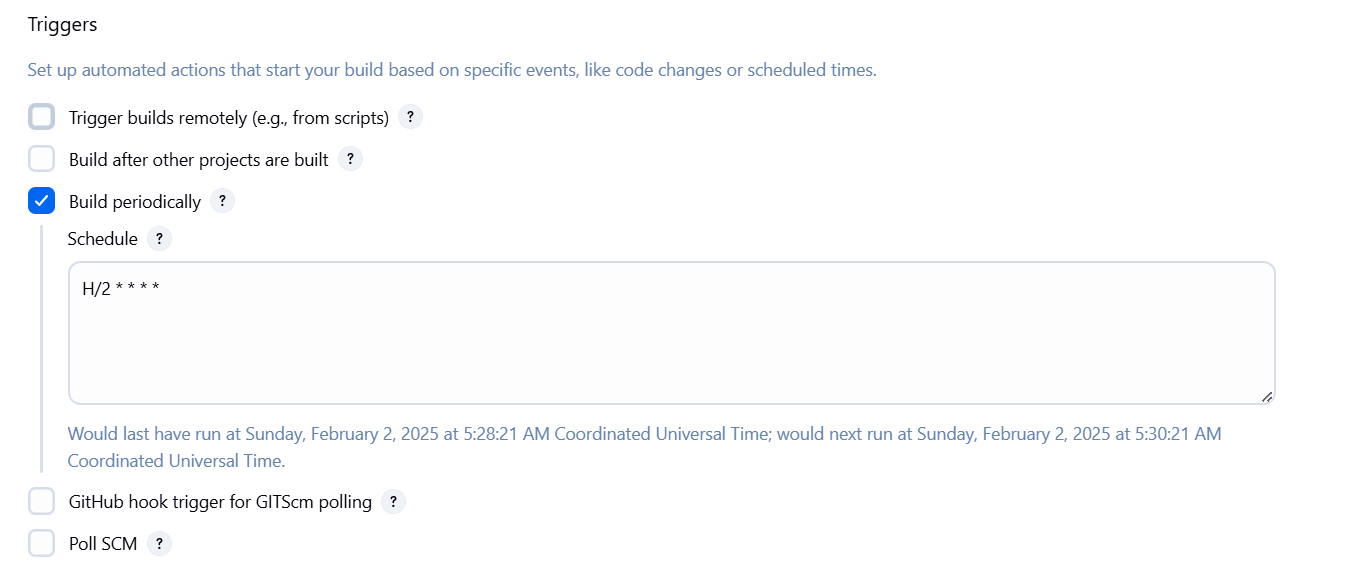 Triggers
Set up automated actions that start your build based on specific events, like code changes or scheduled times.
Trigger builds remotely (e.g., from scripts) ?
Build after other projects are built ?
Build periodically ?
Schedule ?
H/2 * * * *
Would last have run at Sunday, February 2, 2025 at 5:28:21 AM Coordinated Universal Time; would next run at Sunday, February 2, 2025 at 5:30:21 AM
Coordinated Universal Time.
GitHub hook trigger for GITScm polling ?
Poll SCM ?